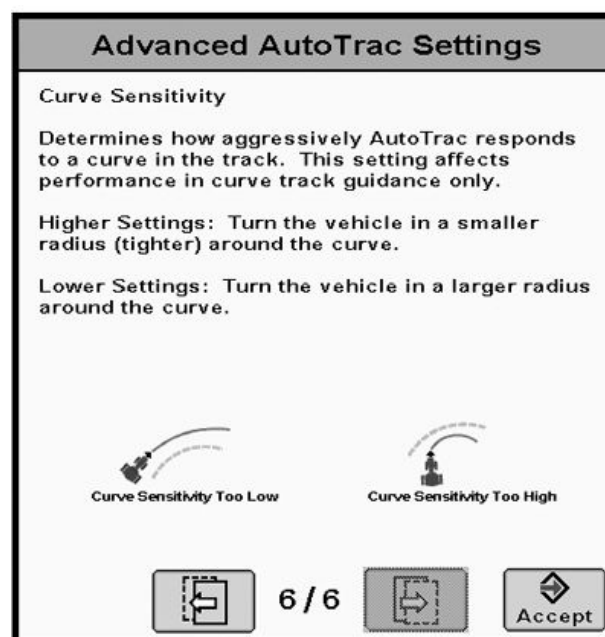 Advanced AutoTrac Settings
Curve Sensitivity
Determines how aggressively AutoTrac responds
to a curve in the track. This setting affects
performance in curve track guidance only.
Higher Settings: Turn the vehicle in a smaller
radius (tighter) around the curve.
Lower Settings: Turn the vehicle in a larger radius
around the curve.
Curve Sensitivity Too Low
Curve Sensitivity Too High
6/6
Accept